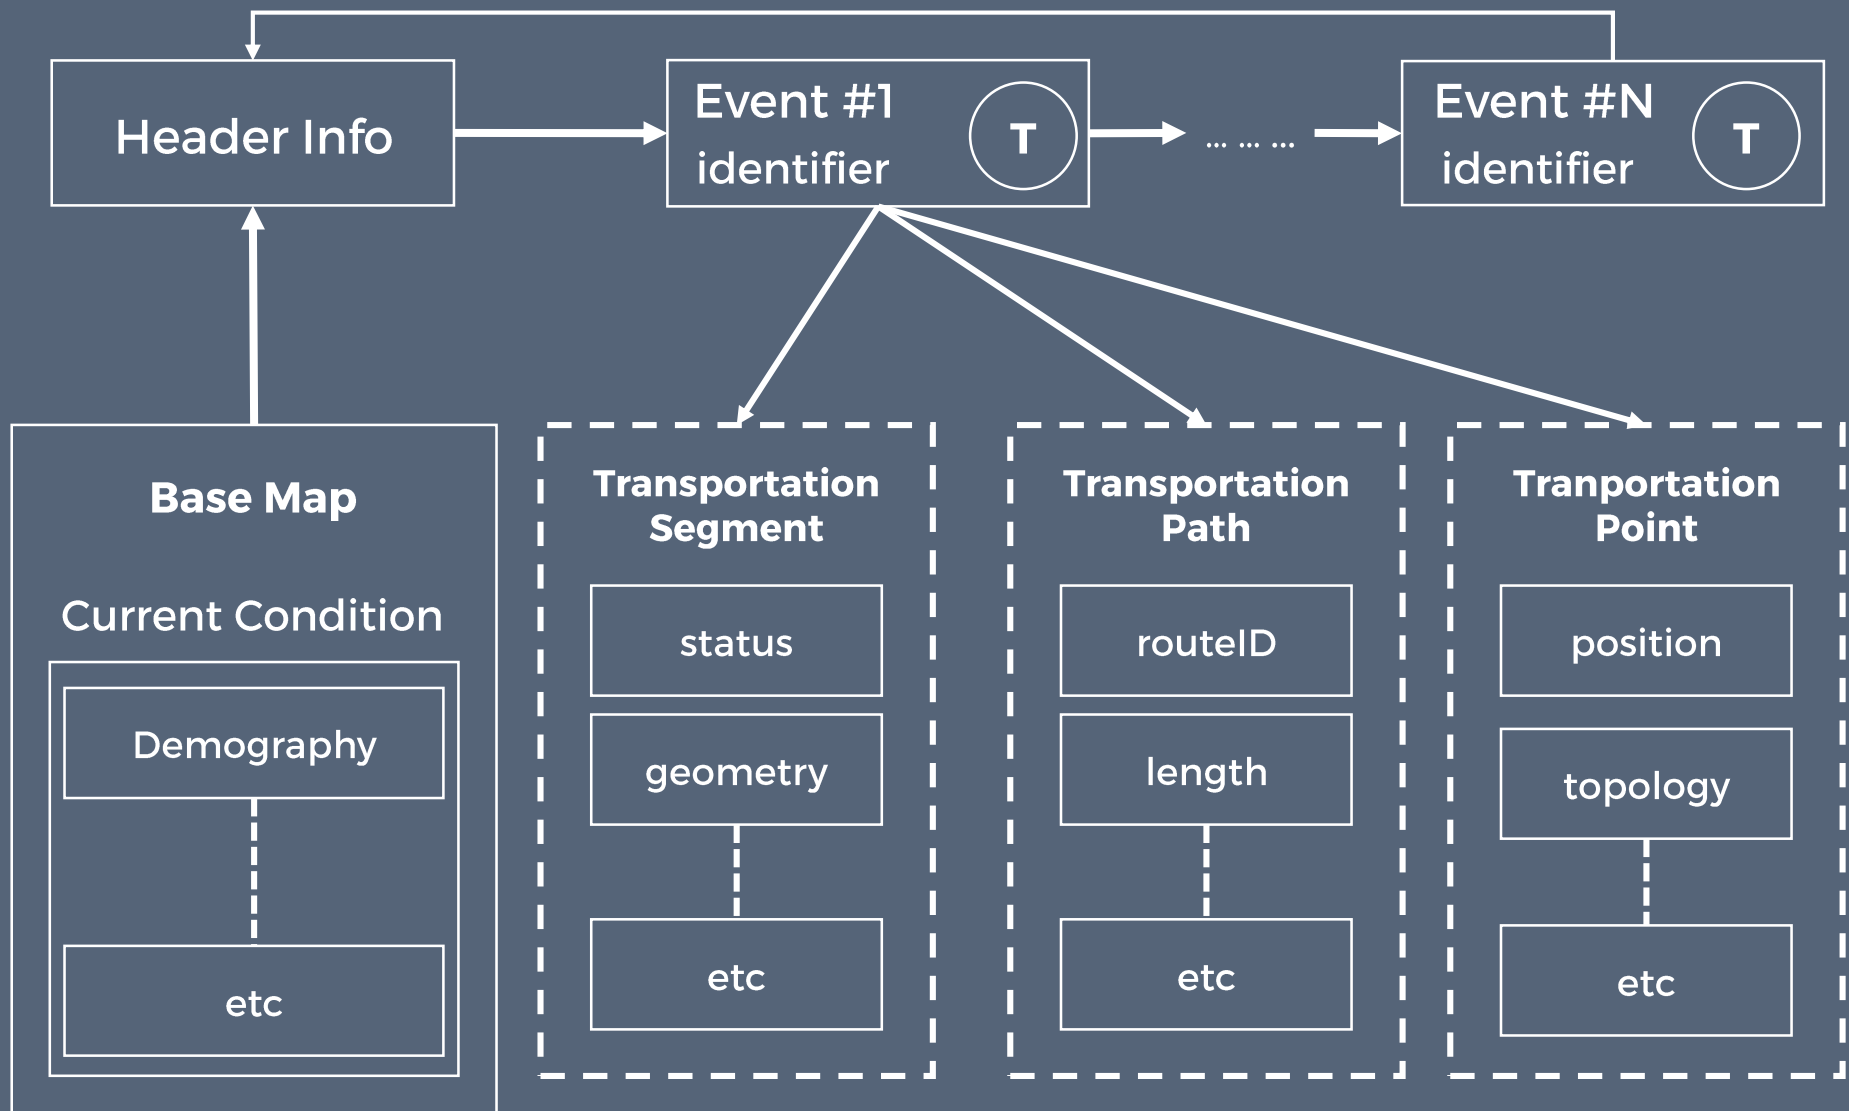 Header Info
Event #1
identifier
T
... ... ...
Event #N
identifier
T
Base Map
Current Condition
Demography
etc
Transportation
Segment
status
geometry
etc
Transportation
Path
routeID
length
etc
Tranportation
Point
position
topology
etc